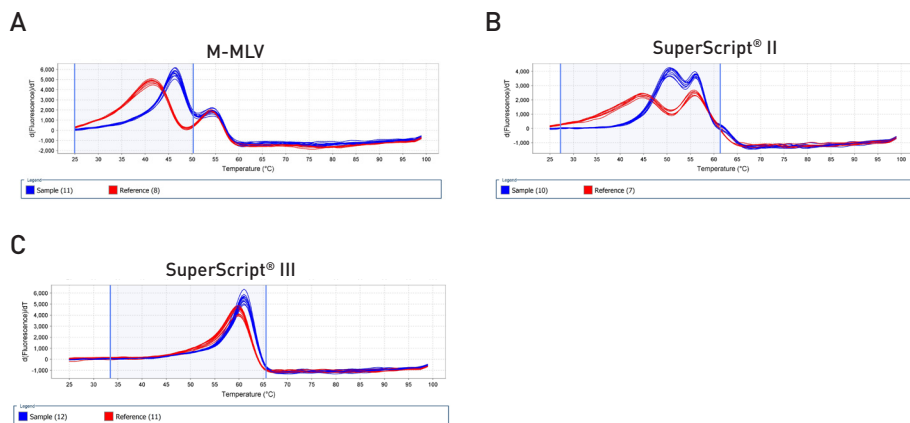 A
M-MLV
d(Fluorescence)/dT
6,000
5,000
4,000
3,000
2,000
1,000
0
-1,000
-2,000
25 30 35 40 45 50 55 60 65 70 75 80 85 90 95 100
Temperature (°C)
Legend
Sample (11) Reference (8)
B
SuperScript® II
d(Fluorescence)/dT
4,000
3,000
2,000
1,000
0
-1,000
25 30 35 40 45 50 55 60 65 70 75 80 85 90 95 100
Temperature (°C)
Legend
Sample (10) Reference (7)
C
SuperScript® III
d(Fluorescence)/dT
6,000
5,000
4,000
3,000
2,000
1,000
0
-1,000
25 30 35 40 45 50 55 60 65 70 75 80 85 90 95 100
Temperature (°C)
Legend
Sample (12) Reference (11)